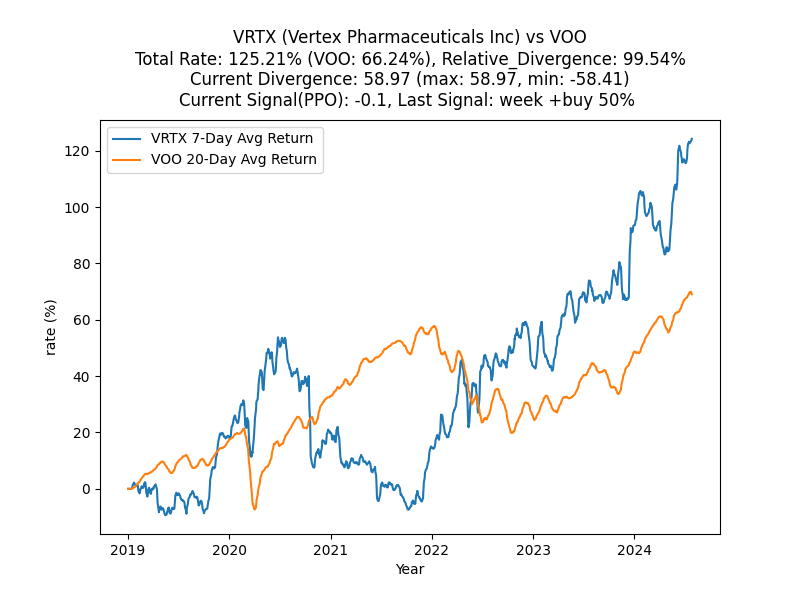 VRTX (Vertex Pharmaceuticals Inc) vs VOO
Total Rate: 125.21% (VOO: 66.24%), Relative_Divergence: 99.54%
Current Divergence: 58.97 (max: 58.97, min: -58.41)
Current Signal(PPO): -0.1, Last Signal: week +buy 50%
VRTX 7-Day Avg Return
VOO 20-Day Avg Return
120
100
80
60
40
20
0
rate (%)
2019 2020 2021 2022 2023 2024
Year